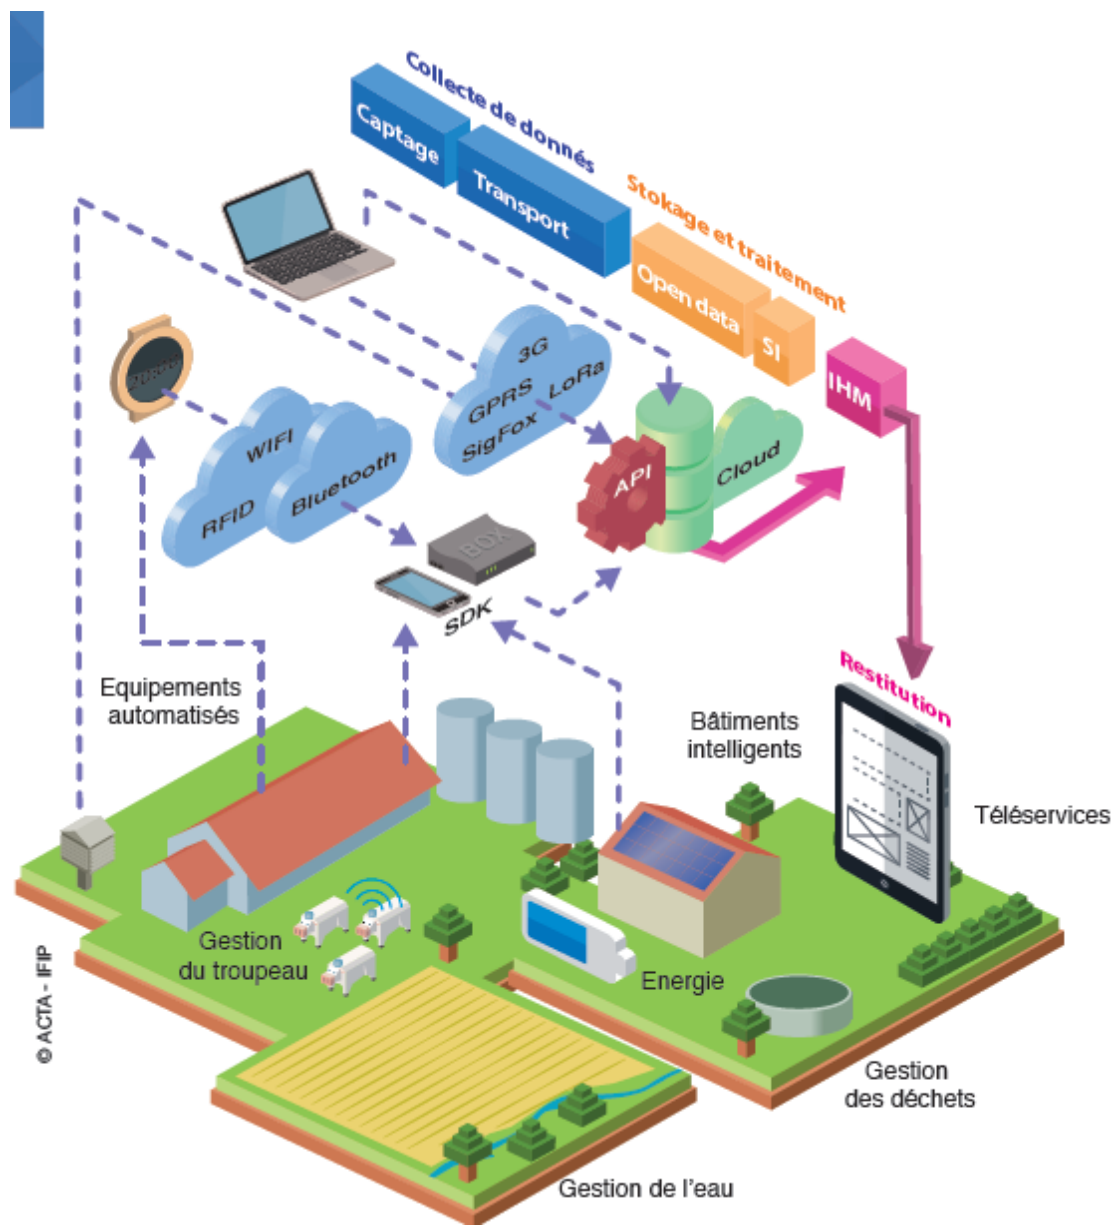 Collecte de donnés
Captage
Transport
Stokage et traitement
Open data
SI
IHM
3G
GPRS
LoRa
SigFox
WIFI
RFID
Bluetooth
API
Cloud
BOX
SDK
Equipements
automatisés
Restitution
Bâtiments
intelligents
Téléservices
Gestion
du troupeau
Energie
© ACTA - IFIP
Gestion
des déchets
Gestion de l'eau